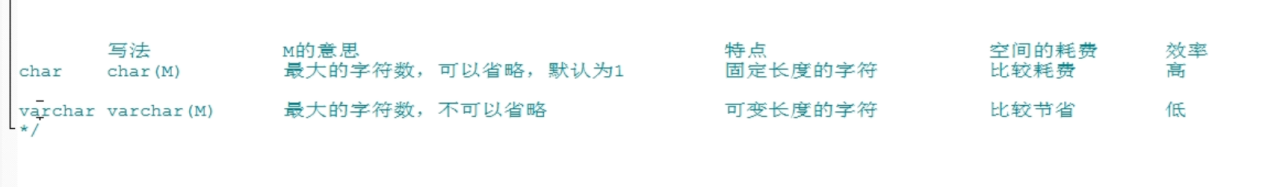 写法 M的意思 特点 空间的耗费 效率
char char(M) 最大的字符数，可以省略，默认为1 固定长度的字符 比较耗费 高
varchar varchar(M) 最大的字符数，不可以省略 可变长度的字符 比较节省 低
*/